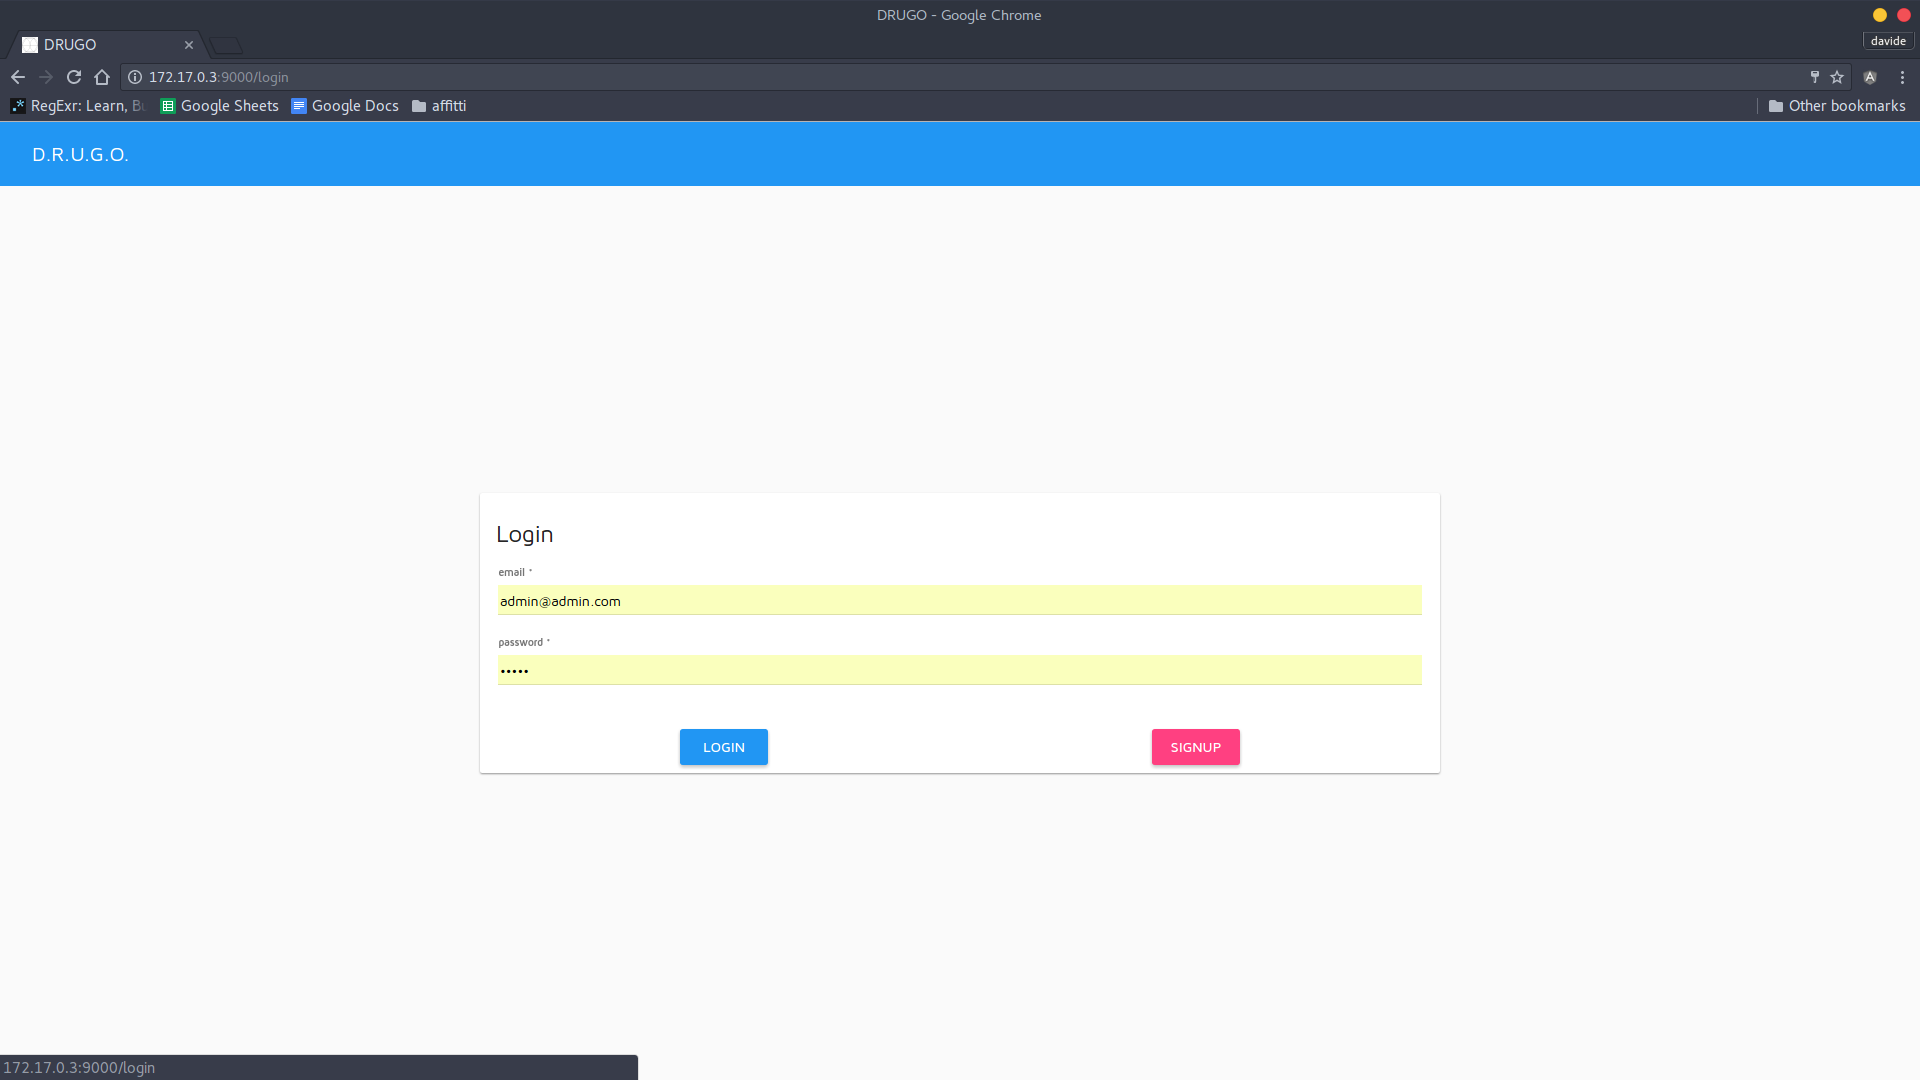 DRUGO - Google Chrome
DRUGO
davide
172.17.0.3:9000/login
RegExr: Learn, Bu
Google Sheets
Google Docs
affitti
Other bookmarks
D.R.U.G.O.
Login
email *
admin@admin.com
password *
•••••
LOGIN
SIGNUP
172.17.0.3:9000/login